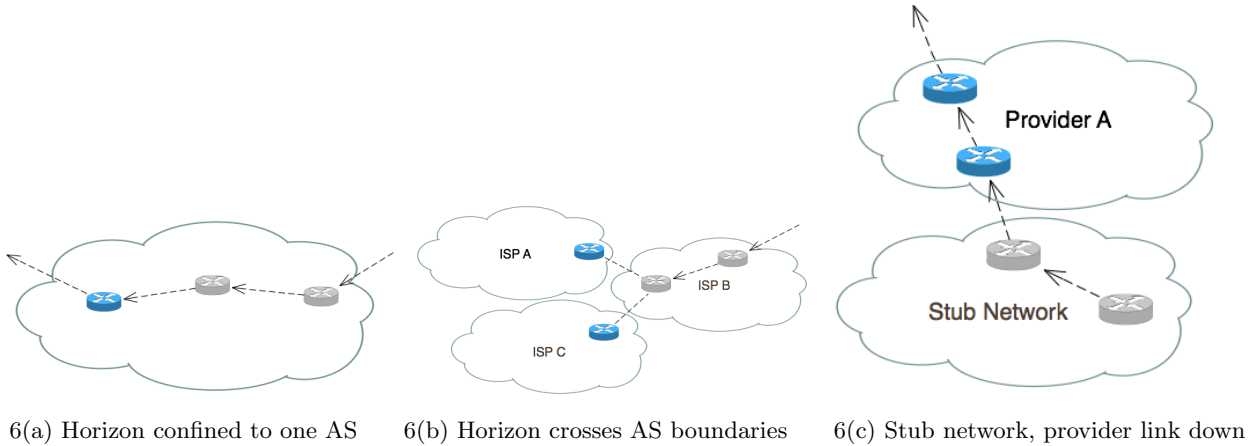 Provider A
ISP A
ISP B
ISP C
Stub Network
6(a) Horizon confined to one AS
6(b) Horizon crosses AS boundaries
6(c) Stub network, provider link down